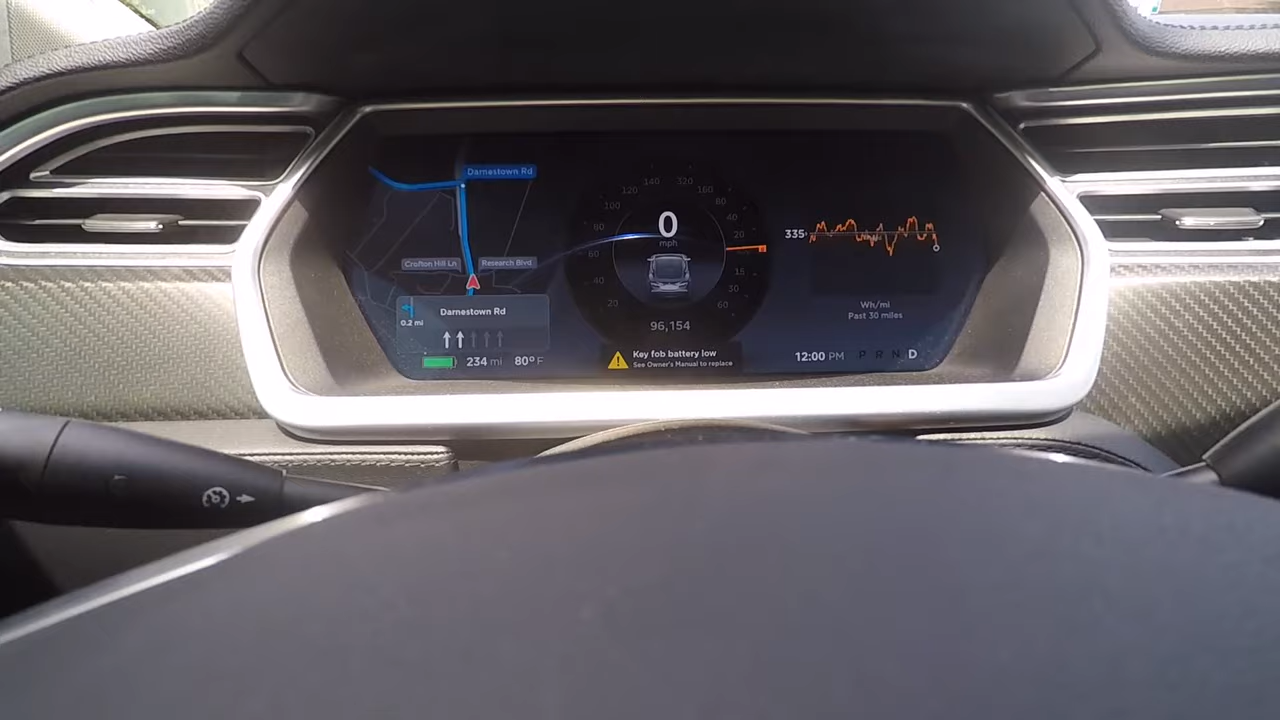 Darnestown Rd
Crofton Hill Ln
Research Blvd
Darnestown Rd
0.2 mi
234 mi
80° F
140
320
120
160
100
80
80
40
60
20
40
15
30
20
60
0
mph
96,154
Key fob battery low
See Owner's Manual to replace
335
Wh/mi
Past 30 miles
12:00 PM
P R N D